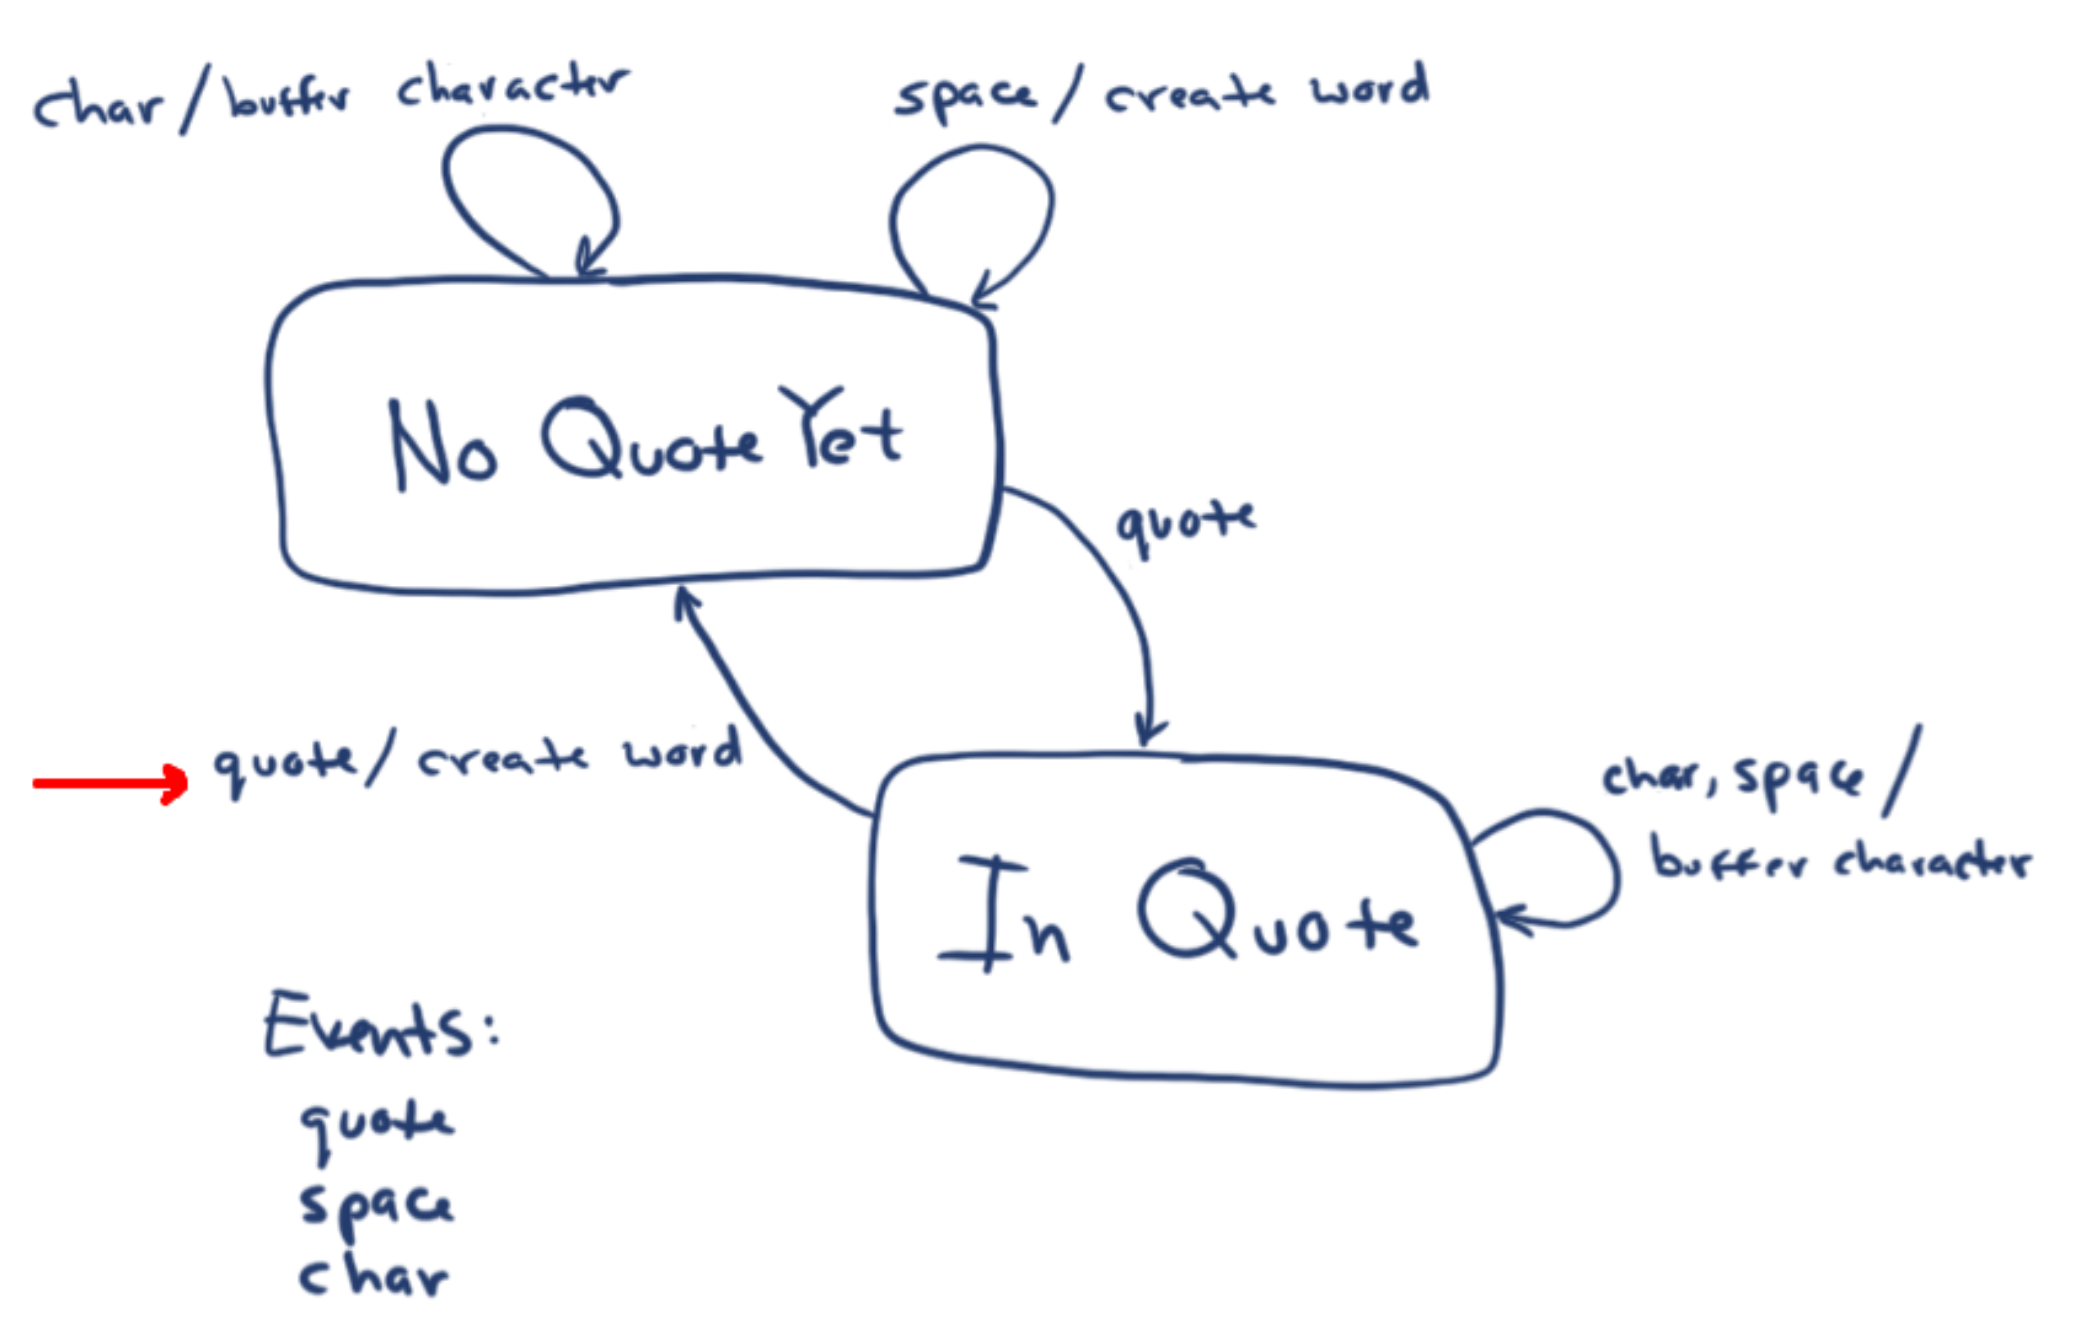 char/buffer character
space/create word
No Quote Yet
quote
quote/create word
char, space/
buffer character
In Quote
Events:
quote
space
char